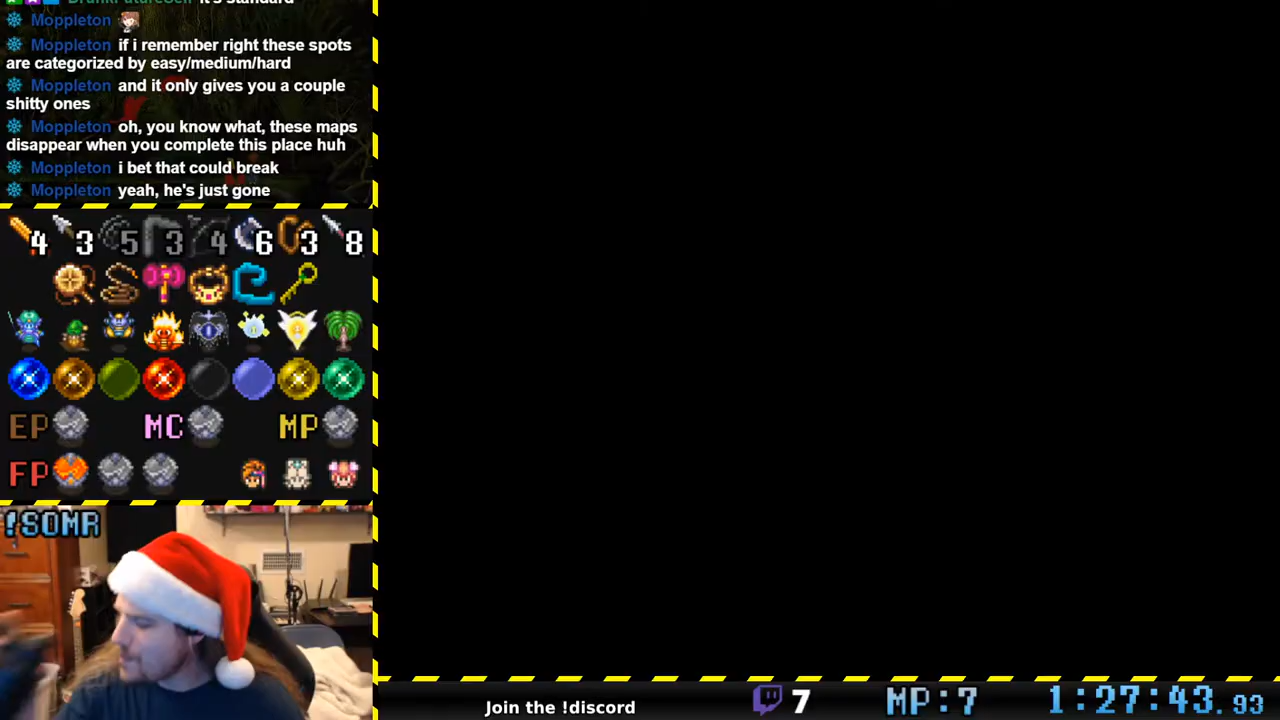 it's standard
Moppleton
Moppleton if i remember right these spots
are categorized by easy/medium/hard
Moppleton and it only gives you a couple
shitty ones
Moppleton oh, you know what, these maps
disappear when you complete this place huh
Moppleton i bet that could break
Moppleton yeah, he's just gone
4 3 5 3 4 6 3 8
EP MC MP
FP
!SOMR
Join the !discord 7 MP:7 1:27:43.93